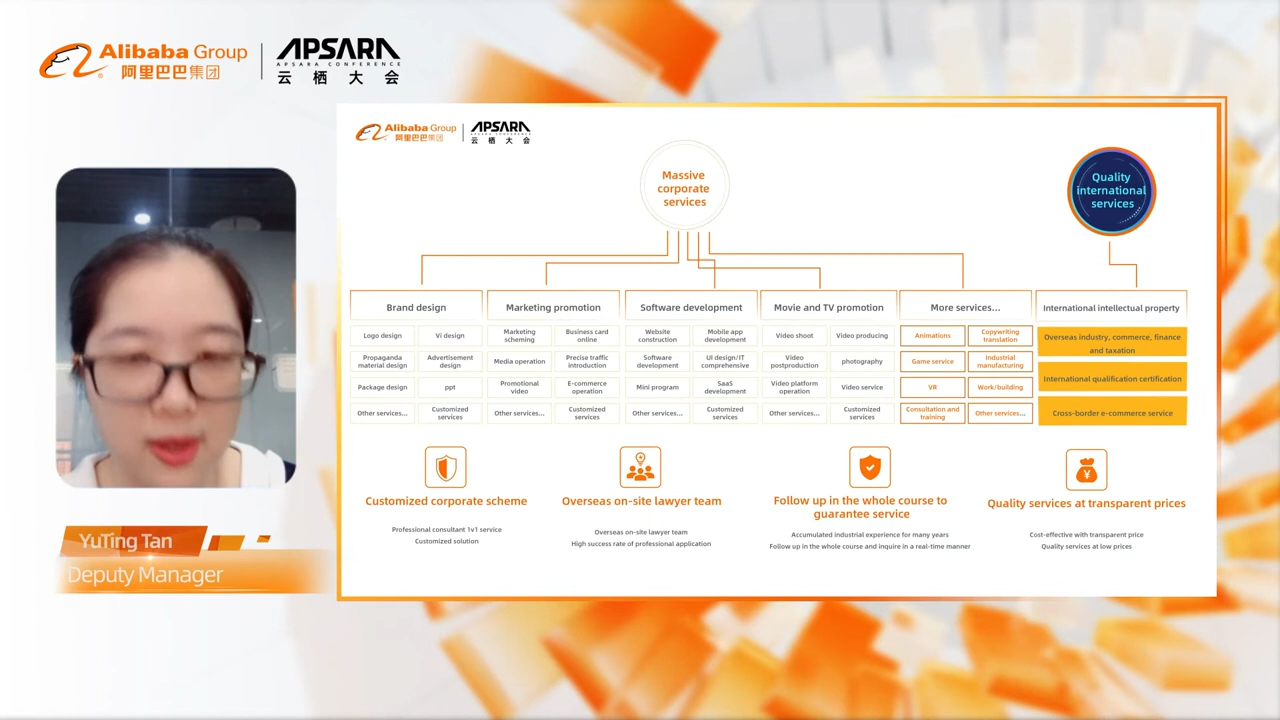 Alibaba Group
阿里巴巴集团
APSARA
APSARA CONFERENCE
云栖大会
Alibaba Group
阿里巴巴集团
APSARA
APSARA CONFERENCE
云栖大会
Massive
corporate
services
Quality
international
services
Brand design
Marketing promotion
Software development
Movie and TV promotion
More services...
International intellectual property
Logo design
Vi design
Propaganda
material design
Advertisement
design
Package design
ppt
Other services...
Customized
services
Marketing
scheming
Business card
online
Media operation
Precise traffic
introduction
Promotional
video
E-commerce
operation
Other services...
Customized
services
Website
construction
Mobile app
development
Software
development
UI design/IT
comprehensive
Mini program
SaaS
development
Other services...
Customized
services
Video shoot
Video producing
Video
postproduction
photography
Video platform
operation
Video service
Other services...
Customized
services
Animations
Copywriting
translation
Game service
Industrial
manufacturing
VR
Work/building
Consultation and
training
Other services...
Overseas industry, commerce, finance
and taxation
International qualification certification
Cross-border e-commerce service
Customized corporate scheme
Professional consultant 1v1 service
Customized solution
Overseas on-site lawyer team
Overseas on-site lawyer team
High success rate of professional application
Follow up in the whole course to
guarantee service
Accumulated industrial experience for many years
Follow up in the whole course and inquire in a real-time manner
¥
Quality services at transparent prices
Cost-effective with transparent price
Quality services at low prices
YuTing Tan
Deputy Manager